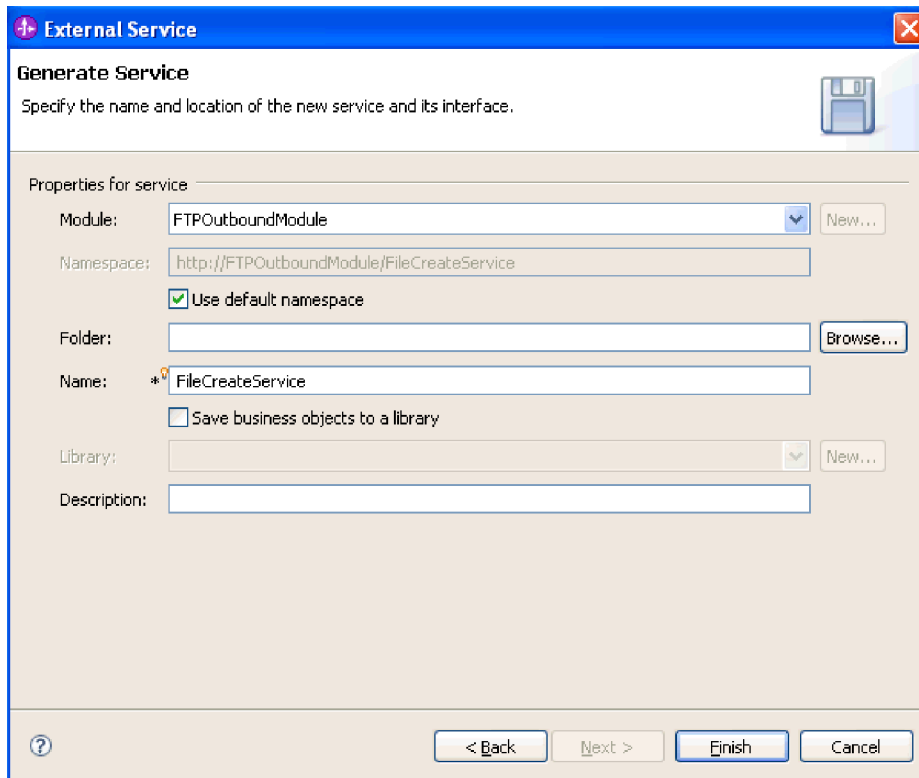 External Service
Generate Service
Specify the name and location of the new service and its interface.
Properties for service
Module: FTPOutboundModule New...
Namespace: http://FTPOutboundModule/FileCreateService
Use default namespace
Folder: Browse...
Name: * FileCreateService
Save business objects to a library
Library: New...
Description:
? < Back Next > Finish Cancel